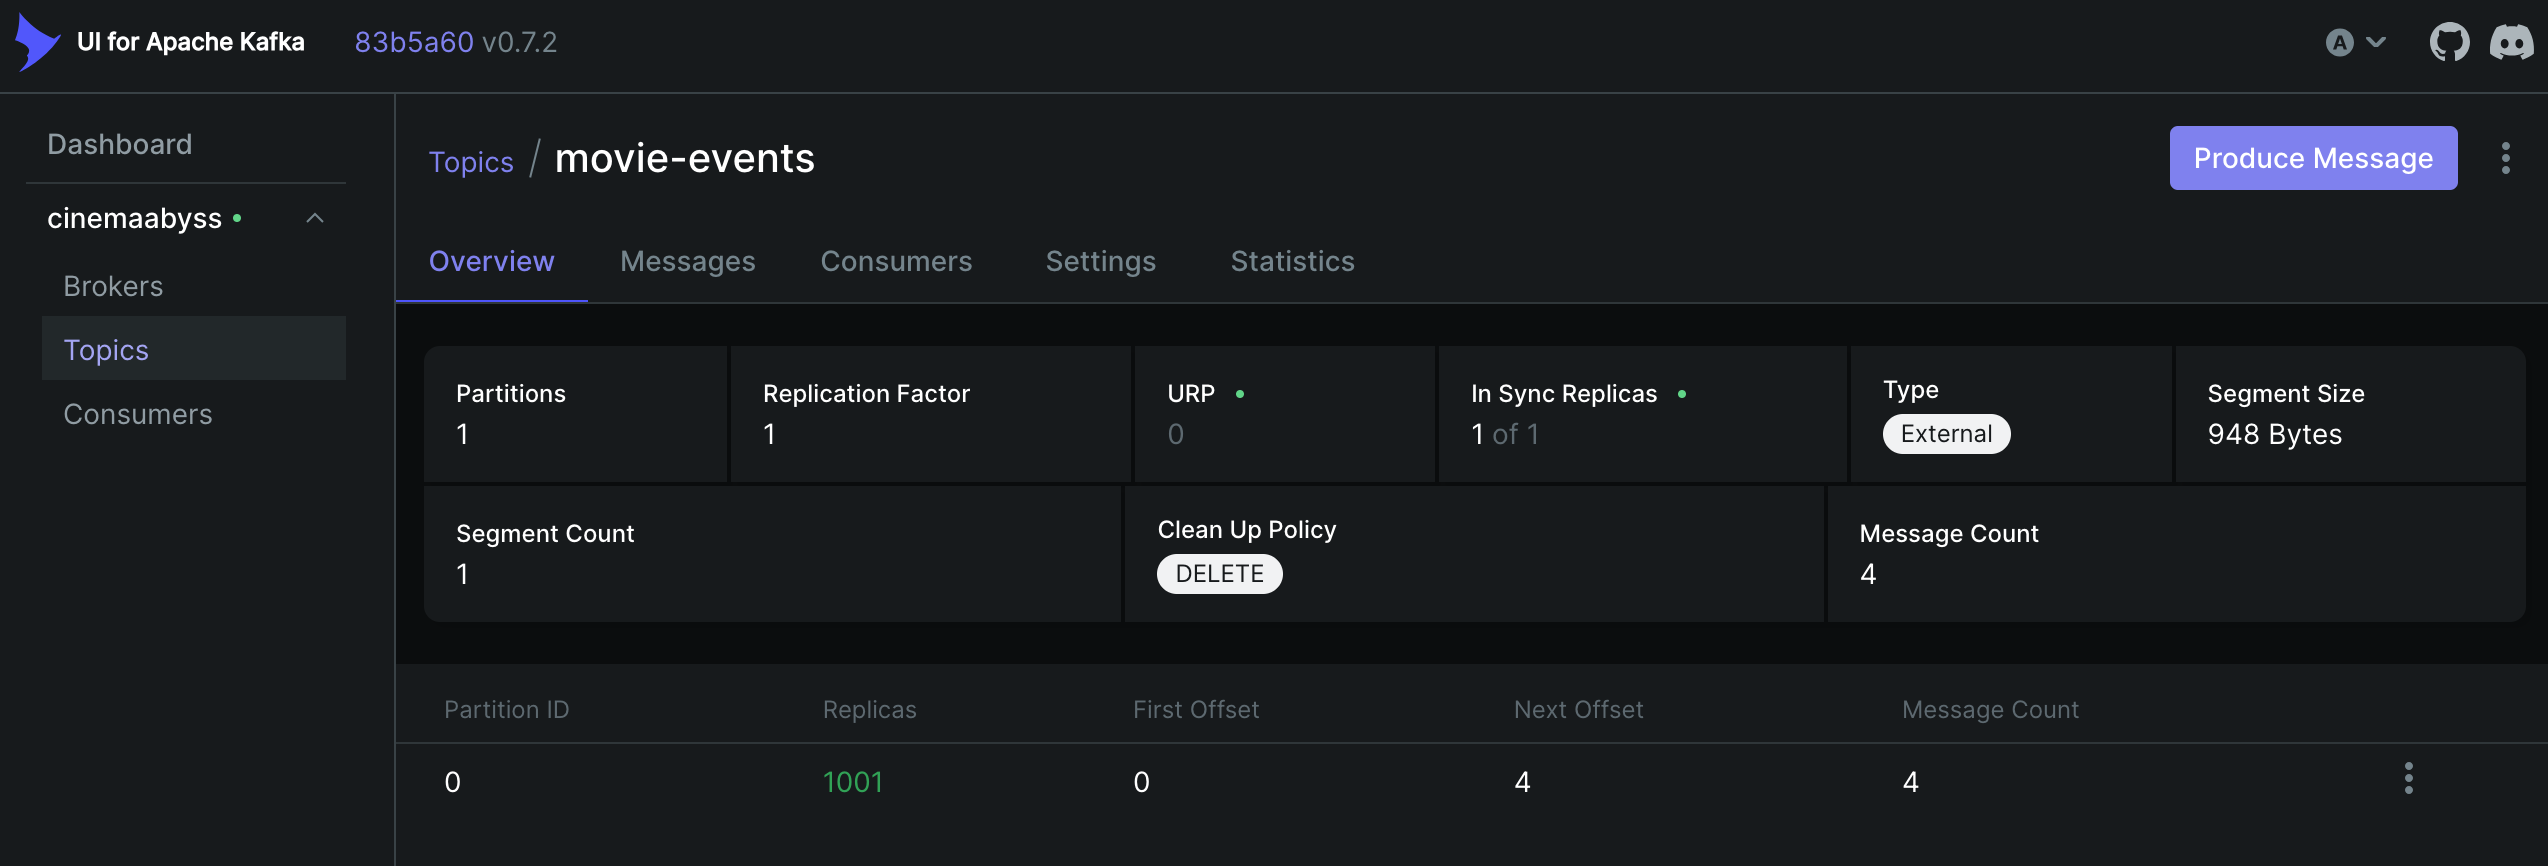 UI for Apache Kafka 83b5a60 v0.7.2 A
Dashboard
cinemaabyss
Brokers
Topics
Consumers
Topics / movie-events Produce Message
Overview Messages Consumers Settings Statistics
Partitions Replication Factor URP In Sync Replicas Type Segment Size
1 1 0 1 of 1 External 948 Bytes
Segment Count Clean Up Policy Message Count
1 DELETE 4
Partition ID Replicas First Offset Next Offset Message Count
0 1001 0 4 4